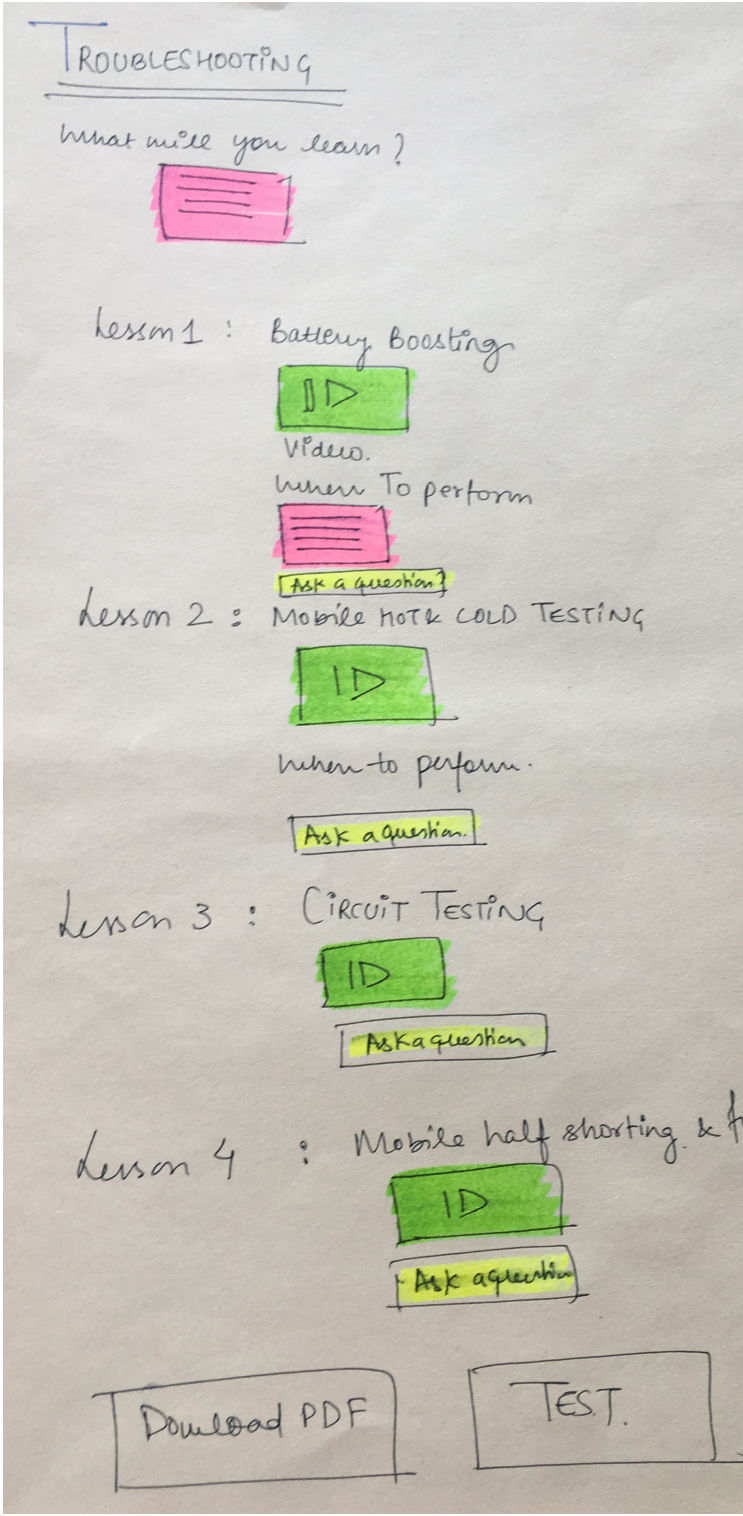 TROUBLESHOOTING
What will you learn?
Lesson 1 : Battery Boosting
Video.
When To perform
Ask a question?
Lesson 2 : Mobile HOT & COLD TESTING
When to perform.
Ask a question.
Lesson 3 : CIRCUIT TESTING
Ask a question
Lesson 4 : Mobile half shorting. &
Ask a question
Download PDF
TEST.